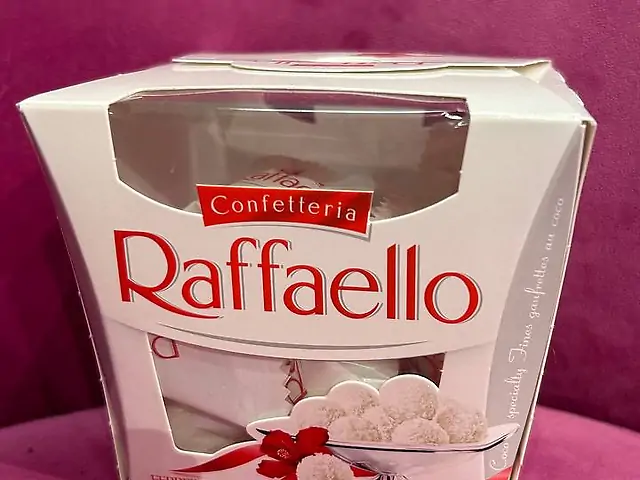 Confetteria
Raffaello
Coco specialty Fines gaufrettes au coco